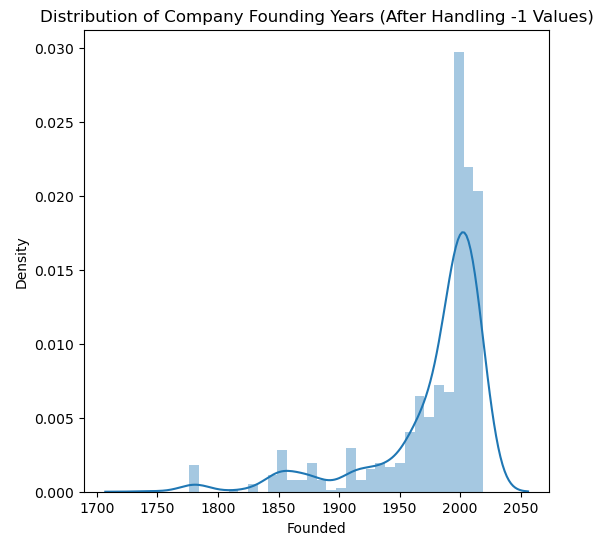 Distribution of Company Founding Years (After Handling -1 Values)
0.030
0.025
0.020
0.015
0.010
0.005
0.000
Density
1700 1750 1800 1850 1900 1950 2000 2050
Founded